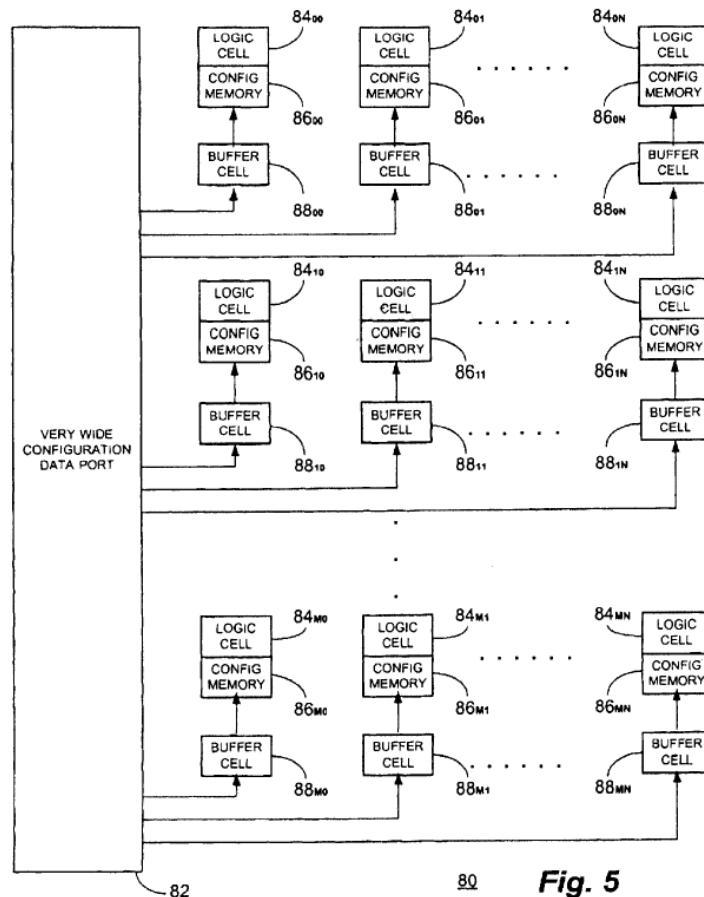 84₀₀ 84₀₁ 84₀N
LOGIC CELL LOGIC CELL LOGIC CELL
CONFIG MEMORY CONFIG MEMORY CONFIG MEMORY
86₀₀ 86₀₁ 86₀N
BUFFER CELL BUFFER CELL BUFFER CELL
88₀₀ 88₀₁ 88₀N
84₁₀ 84₁₁ 84₁N
LOGIC CELL LOGIC CELL LOGIC CELL
CONFIG MEMORY CONFIG MEMORY CONFIG MEMORY
86₁₀ 86₁₁ 86₁N
BUFFER CELL BUFFER CELL BUFFER CELL
88₁₀ 88₁₁ 88₁N
VERY WIDE
CONFIGURATION
DATA PORT
84M0 84M1 84MN
LOGIC CELL LOGIC CELL LOGIC CELL
CONFIG MEMORY CONFIG MEMORY CONFIG MEMORY
86M0 86M1 86MN
BUFFER CELL BUFFER CELL BUFFER CELL
88M0 88M1 88MN
82 80 Fig. 5